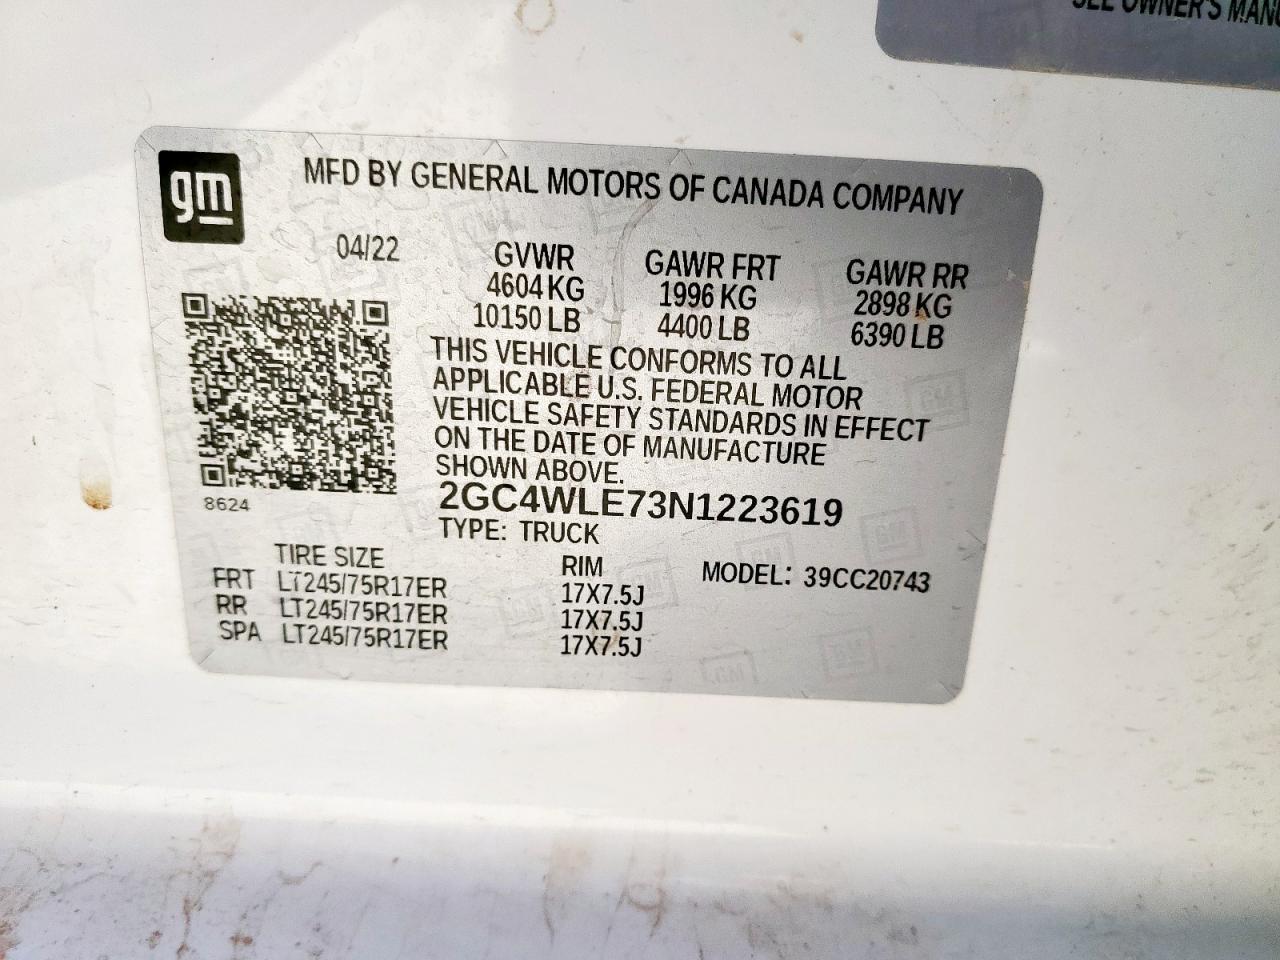 SEE OWNER'S MANU
gm
MFD BY GENERAL MOTORS OF CANADA COMPANY
04/22
GVWR GAWR FRT GAWR RR
4604 KG 1996 KG 2898 KG
10150 LB 4400 LB 6390 LB
THIS VEHICLE CONFORMS TO ALL
APPLICABLE U.S. FEDERAL MOTOR
VEHICLE SAFETY STANDARDS IN EFFECT
ON THE DATE OF MANUFACTURE
SHOWN ABOVE.
8624
2GC4WLE73N1223619
TYPE: TRUCK
TIRE SIZE RIM MODEL: 39CC20743
FRT LT245/75R17ER 17X7.5J
RR LT245/75R17ER 17X7.5J
SPA LT245/75R17ER 17X7.5J